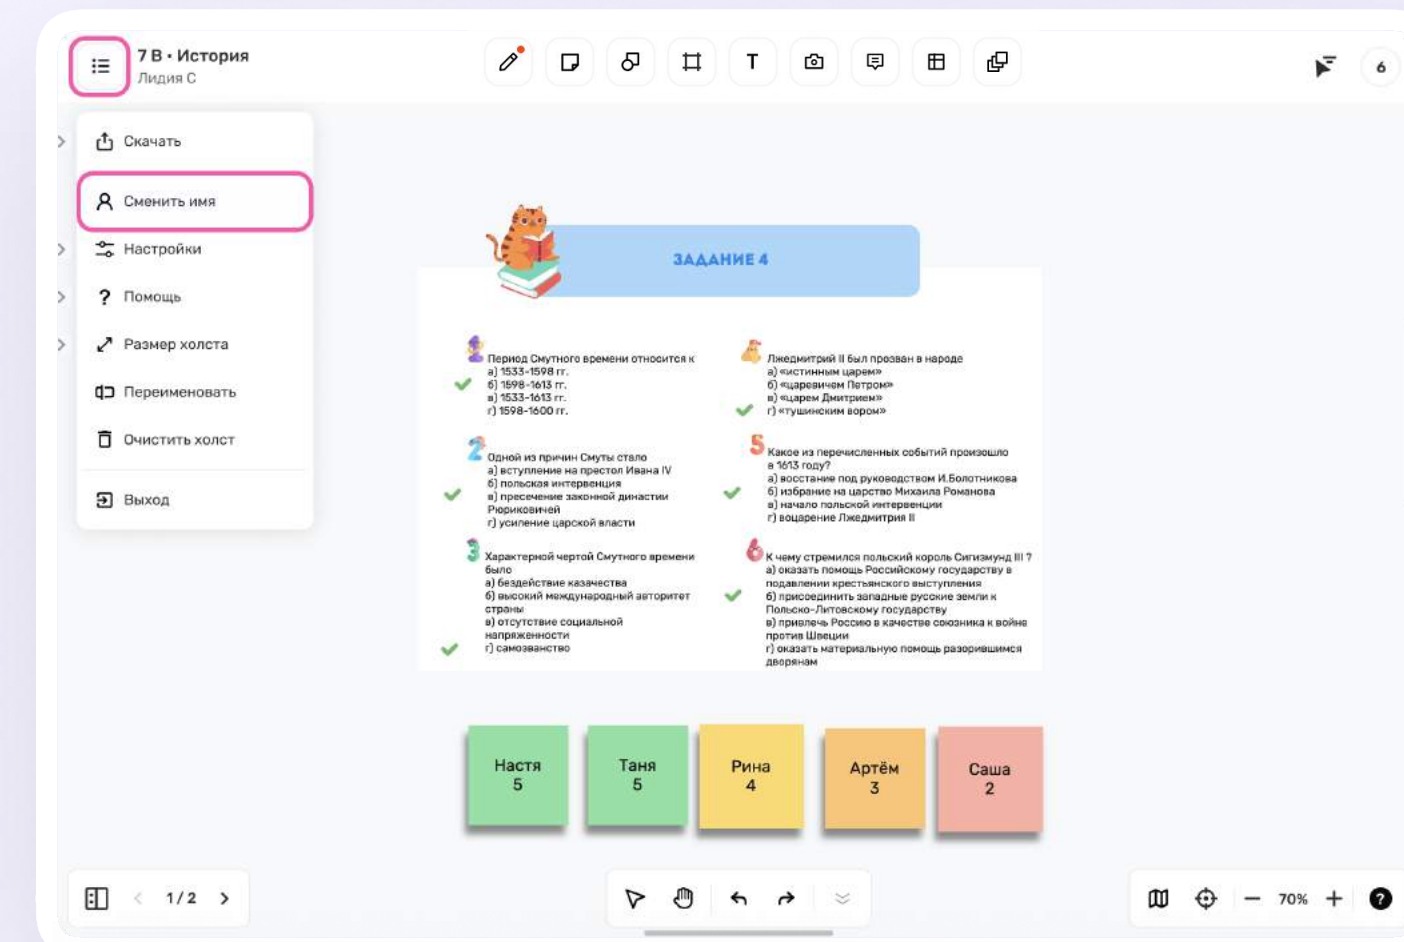 7 В • История
Лидия С
T
6
Скачать
Сменить имя
Настройки
? Помощь
Размер холста
Переименовать
Очистить холст
Выход
ЗАДАНИЕ 4
1
Период Смутного времени относится к
а) 1533-1598 гг.
б) 1598-1613 гг.
в) 1533-1613 гг.
г) 1598-1600 гг.
2
Одной из причин Смуты стало
а) вступление на престол Ивана IV
б) польская интервенция
в) пресечение законной династии
Рюриковичей
г) усиление царской власти
3
Характерной чертой Смутного времени
было
а) бездействие казачества
б) высокий международный авторитет
страны
в) отсутствие социальной
напряженности
г) самозванство
4
Лжедмитрий II был прозван в народе
а) «истинным царем»
б) «царевичем Петром»
в) «царем Дмитрием»
г) «тушинским вором»
5
Какое из перечисленных событий произошло
в 1613 году?
а) восстание под руководством И.Болотникова
б) избрание на царство Михаила Романова
в) начало польской интервенции
г) воцарение Лжедмитрия II
6
К чему стремился польский король Сигизмунд III ?
а) оказать помощь Российскому государству в
подавлении крестьянского выступления
б) присоединить западные русские земли к
Польско-Литовскому государству
в) привлечь Россию в качестве союзника к войне
против Швеции
г) оказать материальную помощь разорившимся
дворянам
Настя
5
Таня
5
Рина
4
Артём
3
Саша
2
1 / 2
70%
?